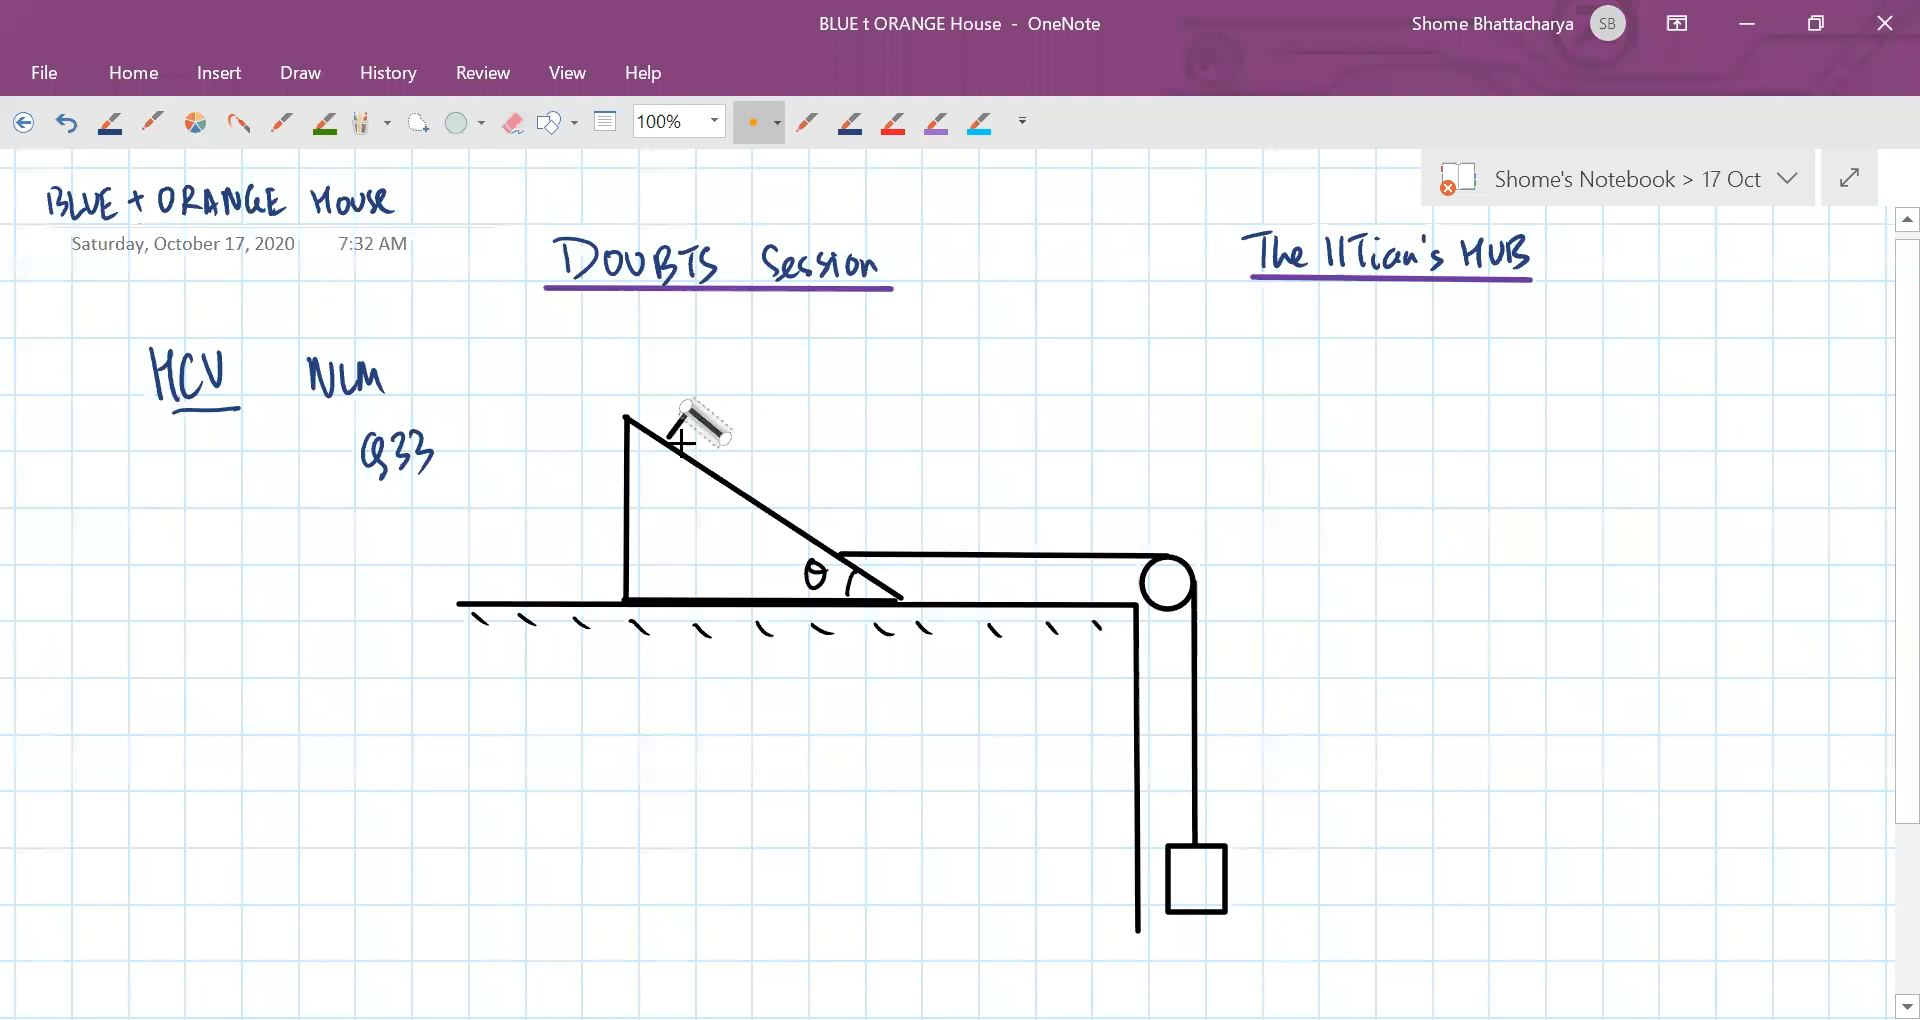 BLUE t ORANGE House - OneNote
Shome Bhattacharya
SB
File
Home
Insert
Draw
History
Review
View
Help
100%
Shome's Notebook > 17 Oct
BLUE + ORANGE House
Saturday, October 17, 2020
7:32 AM
DOUBTS Session
The IITian's HUB
HCV
NLM
Q33
θ